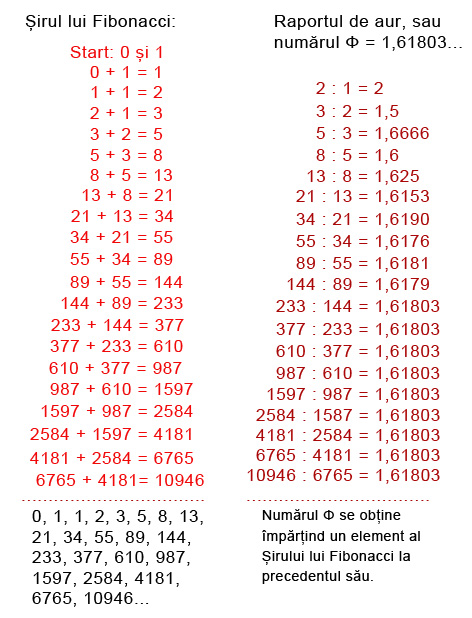 Șirul lui Fibonacci:
Start: 0 și 1
0 + 1 = 1
1 + 1 = 2
2 + 1 = 3
3 + 2 = 5
5 + 3 = 8
8 + 5 = 13
13 + 8 = 21
21 + 13 = 34
34 + 21 = 55
55 + 34 = 89
89 + 55 = 144
144 + 89 = 233
233 + 144 = 377
377 + 233 = 610
610 + 377 = 987
987 + 610 = 1597
1597 + 987 = 2584
2584 + 1597 = 4181
4181 + 2584 = 6765
6765 + 4181= 10946
0, 1, 1, 2, 3, 5, 8, 13,
21, 34, 55, 89, 144,
233, 377, 610, 987,
1597, 2584, 4181,
6765, 10946...
Raportul de aur, sau
numărul Φ = 1,61803...
2 : 1 = 2
3 : 2 = 1,5
5 : 3 = 1,6666
8 : 5 = 1,6
13 : 8 = 1,625
21 : 13 = 1,6153
34 : 21 = 1,6190
55 : 34 = 1,6176
89 : 55 = 1,6181
144 : 89 = 1,6179
233 : 144 = 1,61803
377 : 233 = 1,61803
610 : 377 = 1,61803
987 : 610 = 1,61803
1597 : 987 = 1,61803
2584 : 1587 = 1,61803
4181 : 2584 = 1,61803
6765 : 4181 = 1,61803
10946 : 6765 = 1,61803
Numărul Φ se obține
împărțind un element al
Șirului lui Fibonacci la
precedentul său.